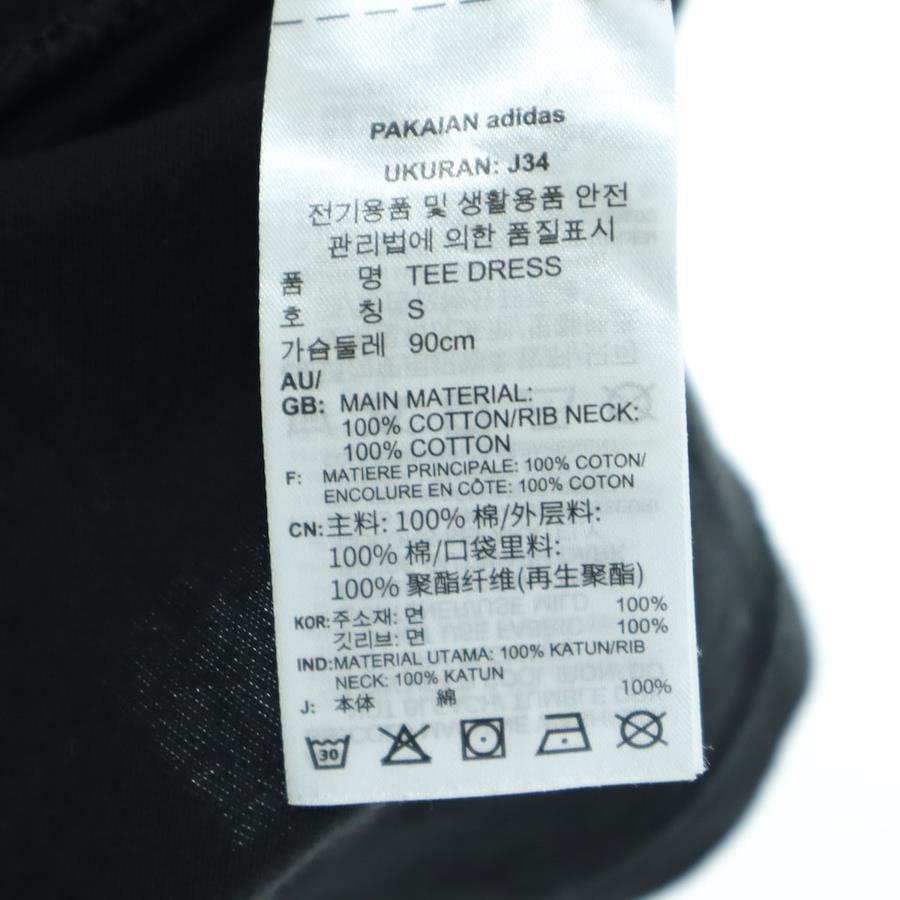 PAKAIAN adidas
UKURAN: J34
전기용품 및 생활용품 안전
관리법에 의한 품질표시
품 명 TEE DRESS
호 칭 S
가슴둘레 90cm
AU/
GB: MAIN MATERIAL:
100% COTTON/RIB NECK:
100% COTTON
F: MATIERE PRINCIPALE: 100% COTON/
ENCOLURE EN CÔTE: 100% COTON
CN: 主料: 100% 棉/外层料:
100% 棉/口袋里料:
100% 聚酯纤维(再生聚酯)
KOR: 주소재: 면 100%
깃리브: 면 100%
IND: MATERIAL UTAMA: 100% KATUN/RIB
NECK: 100% KATUN
J: 本体 綿 100%
30